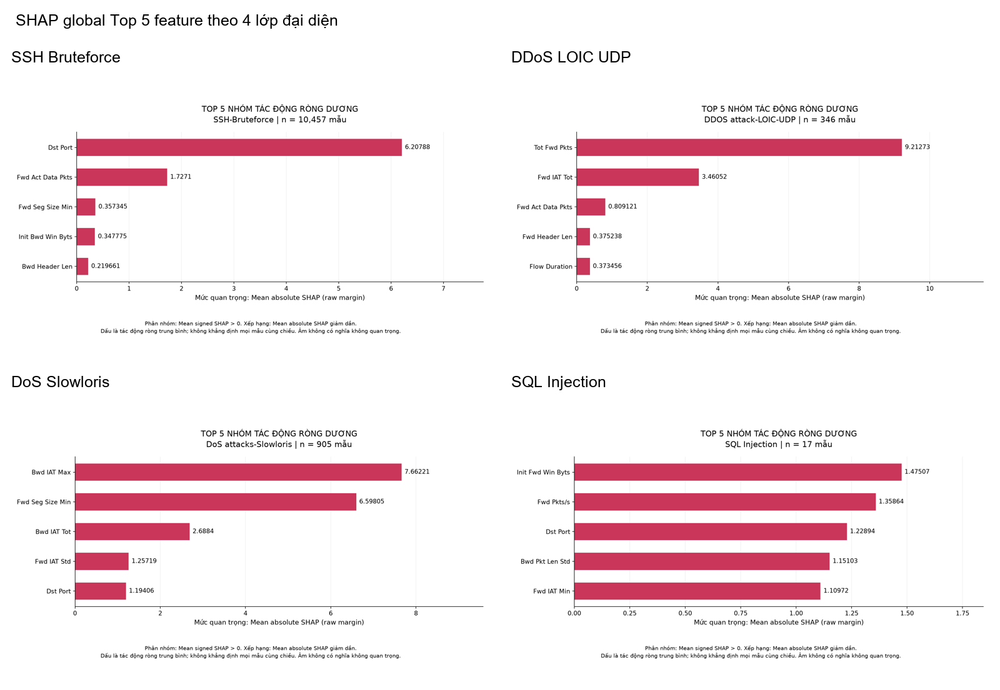 SHAP global Top 5 feature theo 4 lớp đại diện
SSH Bruteforce
TOP 5 NHÓM TÁC ĐỘNG RÒNG DƯƠNG
SSH-Bruteforce | n = 10,457 mẫu
Dst Port 6.20788
Fwd Act Data Pkts 1.7271
Fwd Seg Size Min 0.357345
Init Bwd Win Byts 0.347775
Bwd Header Len 0.219661
0 1 2 3 4 5 6 7
Mức quan trọng: Mean absolute SHAP (raw margin)
Phân nhóm: Mean signed SHAP > 0. Xếp hạng: Mean absolute SHAP giảm dần.
Dấu là tác động ròng trung bình; không khẳng định mọi mẫu cùng chiều. Âm không có nghĩa không quan trọng.
DDoS LOIC UDP
TOP 5 NHÓM TÁC ĐỘNG RÒNG DƯƠNG
DDOS attack-LOIC-UDP | n = 346 mẫu
Tot Fwd Pkts 9.21273
Fwd IAT Tot 3.46052
Fwd Act Data Pkts 0.809121
Fwd Header Len 0.375238
Flow Duration 0.373456
0 2 4 6 8 10
Mức quan trọng: Mean absolute SHAP (raw margin)
Phân nhóm: Mean signed SHAP > 0. Xếp hạng: Mean absolute SHAP giảm dần.
Dấu là tác động ròng trung bình; không khẳng định mọi mẫu cùng chiều. Âm không có nghĩa không quan trọng.
DoS Slowloris
TOP 5 NHÓM TÁC ĐỘNG RÒNG DƯƠNG
DoS attacks-Slowloris | n = 905 mẫu
Bwd IAT Max 7.66221
Fwd Seg Size Min 6.59805
Bwd IAT Tot 2.6884
Fwd IAT Std 1.25719
Dst Port 1.19406
0 2 4 6 8
Mức quan trọng: Mean absolute SHAP (raw margin)
Phân nhóm: Mean signed SHAP > 0. Xếp hạng: Mean absolute SHAP giảm dần.
Dấu là tác động ròng trung bình; không khẳng định mọi mẫu cùng chiều. Âm không có nghĩa không quan trọng.
SQL Injection
TOP 5 NHÓM TÁC ĐỘNG RÒNG DƯƠNG
SQL Injection | n = 17 mẫu
Init Fwd Win Byts 1.47507
Fwd Pkts/s 1.35864
Dst Port 1.22894
Bwd Pkt Len Std 1.15103
Fwd IAT Min 1.10972
0.00 0.25 0.50 0.75 1.00 1.25 1.50 1.75
Mức quan trọng: Mean absolute SHAP (raw margin)
Phân nhóm: Mean signed SHAP > 0. Xếp hạng: Mean absolute SHAP giảm dần.
Dấu là tác động ròng trung bình; không khẳng định mọi mẫu cùng chiều. Âm không có nghĩa không quan trọng.